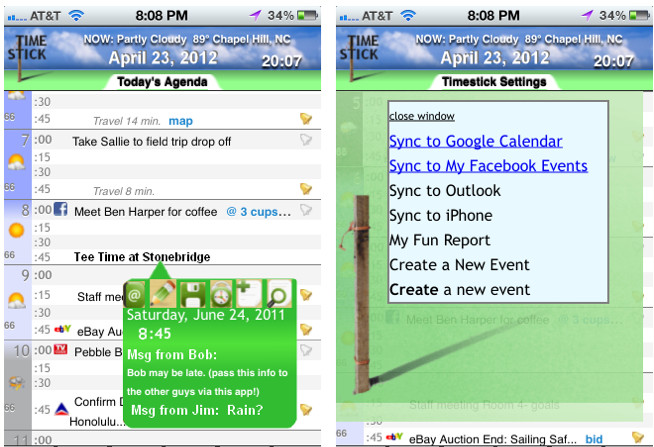 AT&T 8:08 PM 34%
TIME
STICK
NOW: Partly Cloudy 89° Chapel Hill, NC
April 23, 2012 20:07
Today's Agenda
:30
66 :45 Travel 14 min. map
7 :00 Take Sallie to field trip drop off
:15
:30
66 :45 Travel 8 min.
8 :00 Meet Ben Harper for coffee @ 3 cups...
:15
:30
66 :45 Tee Time at Stonebridge
9 :00
:15 Staff mee
:30
66 :45 ebY eBay Auc
10 :00 Pebble B
:15
:30
:45 Confirm D
Honolulu...
11 :00
@
Saturday, June 24, 2011
8:45
Msg from Bob:
Bob may be late. (pass this info to
the other guys via this app!)
Msg from Jim: Rain?
AT&T 8:08 PM 34%
TIME
STICK
NOW: Partly Cloudy 89° Chapel Hill, NC
April 23, 2012 20:07
Timestick Settings
close window
Sync to Google Calendar
Sync to My Facebook Events
Sync to Outlook
Sync to iPhone
My Fun Report
Create a New Event
Create a new event
Meet Ben Harper for coffee @ 3 cups
Staff meeting Room 4- goals
66 :45 ebY eBay Auction End: Sailing Saf... bid